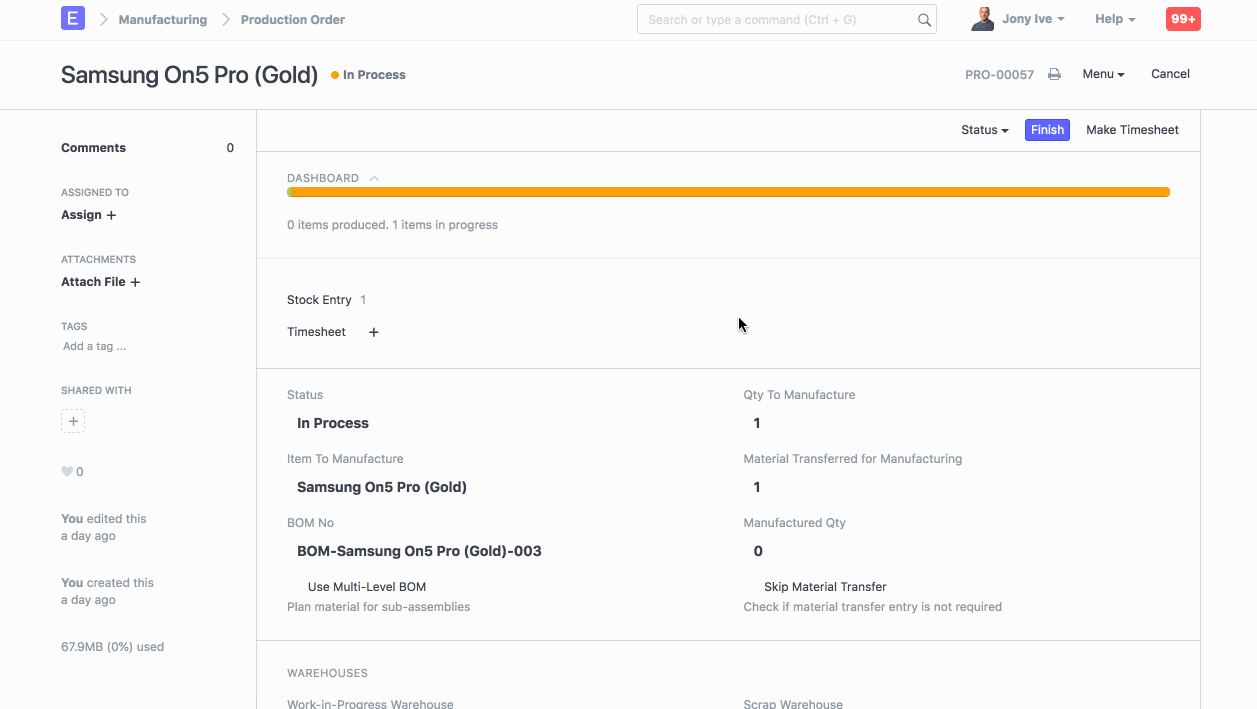 E Manufacturing Production Order Search or type a command (Ctrl + G) Jony Ive Help 99+
Samsung On5 Pro (Gold) In Process PRO-00057 Menu Cancel
Status Finish Make Timesheet
Comments 0
ASSIGNED TO
Assign +
ATTACHMENTS
Attach File +
TAGS
Add a tag ...
SHARED WITH
+
0
You edited this
a day ago
You created this
a day ago
67.9MB (0%) used
DASHBOARD
0 items produced. 1 items in progress
Stock Entry 1
Timesheet +
Status
In Process
Item To Manufacture
Samsung On5 Pro (Gold)
BOM No
BOM-Samsung On5 Pro (Gold)-003
Use Multi-Level BOM
Plan material for sub-assemblies
Qty To Manufacture
1
Material Transferred for Manufacturing
1
Manufactured Qty
0
Skip Material Transfer
Check if material transfer entry is not required
WAREHOUSES
Work-in-Progress Warehouse
Scrap Warehouse